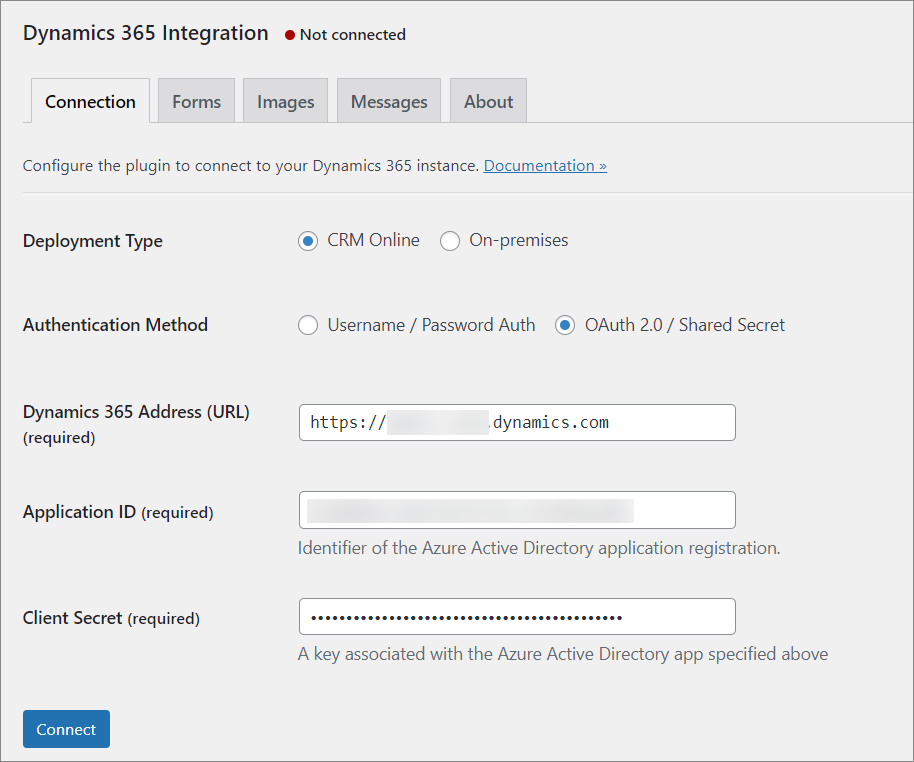 Dynamics 365 Integration Not connected
Connection Forms Images Messages About
Configure the plugin to connect to your Dynamics 365 instance. Documentation »
Deployment Type CRM Online On-premises
Authentication Method Username / Password Auth OAuth 2.0 / Shared Secret
Dynamics 365 Address (URL)
(required)
https:// .dynamics.com
Application ID (required)
Identifier of the Azure Active Directory application registration.
Client Secret (required)
••••••••••••••••••••••••••••••••••••••••••••
A key associated with the Azure Active Directory app specified above
Connect